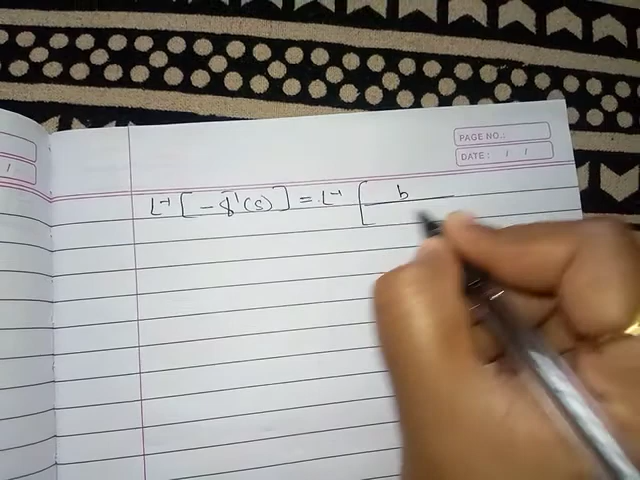 PAGE NO.:
DATE: / /
L⁻¹ [ - f̄'(s) ] = L⁻¹ [ b